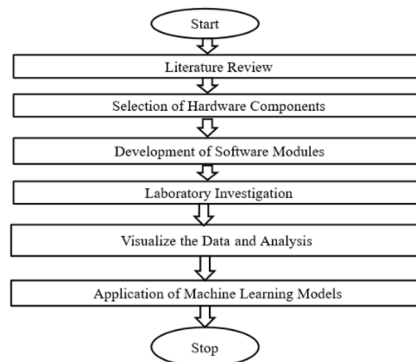 Start
Literature Review
Selection of Hardware Components
Development of Software Modules
Laboratory Investigation
Visualize the Data and Analysis
Application of Machine Learning Models
Stop